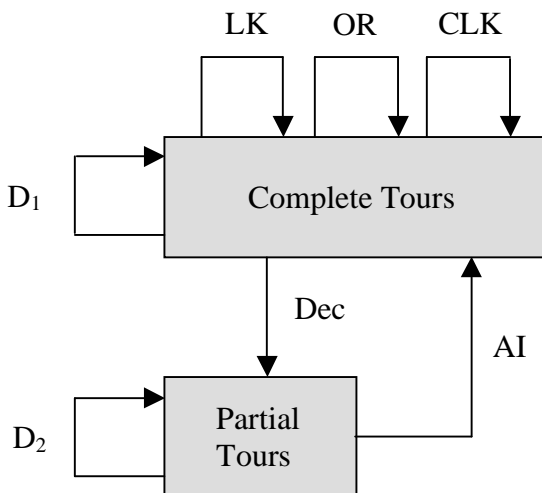 LK OR CLK
D₁
Complete Tours
Dec
AI
D₂
Partial
Tours